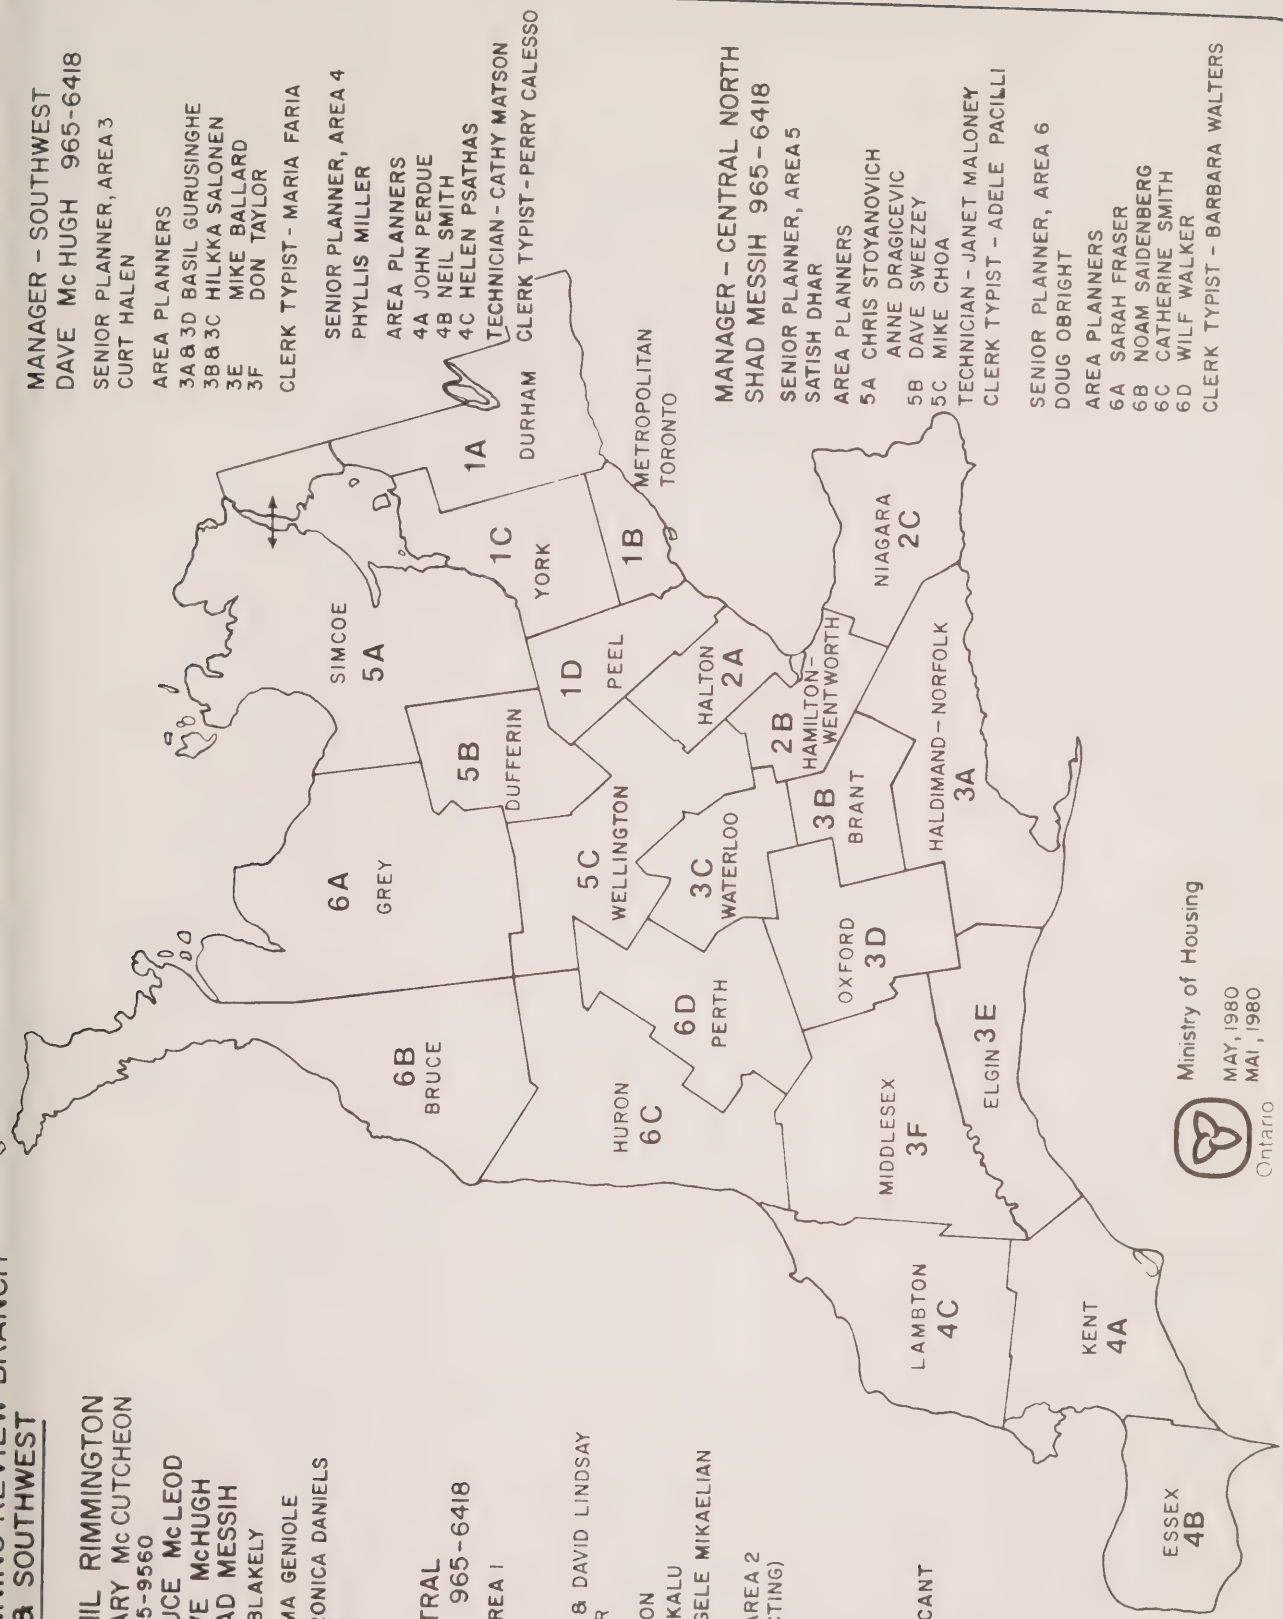 & SOUTHWEST
RIMMINGTON
McCUTCHEON
5-9560
McLEOD
McHUGH
MESSIH
BLAKELY
GENIOLE
DANIELS
965-6418
& DAVID LINDSAY
MIKAELIAN
AREA 2
MANAGER – SOUTHWEST
DAVE McHUGH 965-6418
SENIOR PLANNER, AREA 3
CURT HALEN
AREA PLANNERS
3A & 3D BASIL GURUSINGHE
3B & 3C HILKKA SALONEN
3E MIKE BALLARD
3F DON TAYLOR
CLERK TYPIST - MARIA FARIA
SENIOR PLANNER, AREA 4
PHYLLIS MILLER
AREA PLANNERS
4A JOHN PERDUE
4B NEIL SMITH
4C HELEN PSATHAS
TECHNICIAN - CATHY MATSON
CLERK TYPIST - PERRY CALESSO
MANAGER – CENTRAL NORTH
SHAD MESSIH 965-6418
SENIOR PLANNER, AREA 5
SATISH DHAR
AREA PLANNERS
5A CHRIS STOYANOVICH
ANNE DRAGICEVIC
5B DAVE SWEEZEY
5C MIKE CHOA
TECHNICIAN - JANET MALONEY
CLERK TYPIST - ADELE PACILLI
SENIOR PLANNER, AREA 6
DOUG OBRIGHT
AREA PLANNERS
6A SARAH FRASER
6B NOAM SAIDENBERG
6C CATHERINE SMITH
6D WILF WALKER
CLERK TYPIST - BARBARA WALTERS
6B
BRUCE
6A
GREY
SIMCOE
5A
5B
DUFFERIN
1A
DURHAM
1C
YORK
1B
METROPOLITAN
TORONTO
1D
PEEL
HALTON
2A
2B
HAMILTON–
WENTWORTH
NIAGARA
2C
5C
WELLINGTON
3C
WATERLOO
3B
BRANT
HALDIMAND – NORFOLK
3A
6D
PERTH
OXFORD
3D
HURON
6C
MIDDLESEX
3F
ELGIN 3E
LAMBTON
4C
KENT
4A
ESSEX
4B
Ministry of Housing
MAY, 1980
MAI, 1980
Ontario